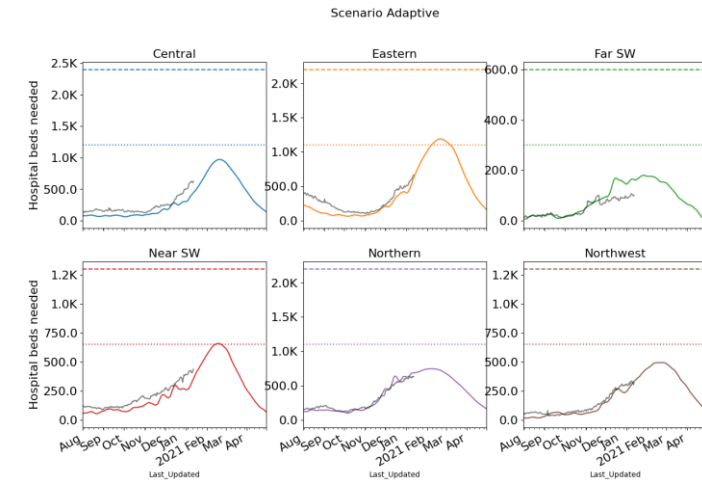 Scenario Adaptive
Central
Eastern
Far SW
Hospital beds needed
2.5K
2.0K
1.5K
1.0K
500.0
0.0
2.0K
1.5K
1.0K
500.0
0.0
600.0
400.0
200.0
0.0
Near SW
Northern
Northwest
Hospital beds needed
1.2K
1.0K
750.0
500.0
250.0
0.0
2.0K
1.5K
1.0K
500.0
0.0
1.2K
1.0K
750.0
500.0
250.0
0.0
Aug Sep Oct Nov Dec Jan 2021 Feb Mar Apr
Aug Sep Oct Nov Dec Jan 2021 Feb Mar Apr
Aug Sep Oct Nov Dec Jan 2021 Feb Mar Apr
Last_Updated
Last_Updated
Last_Updated